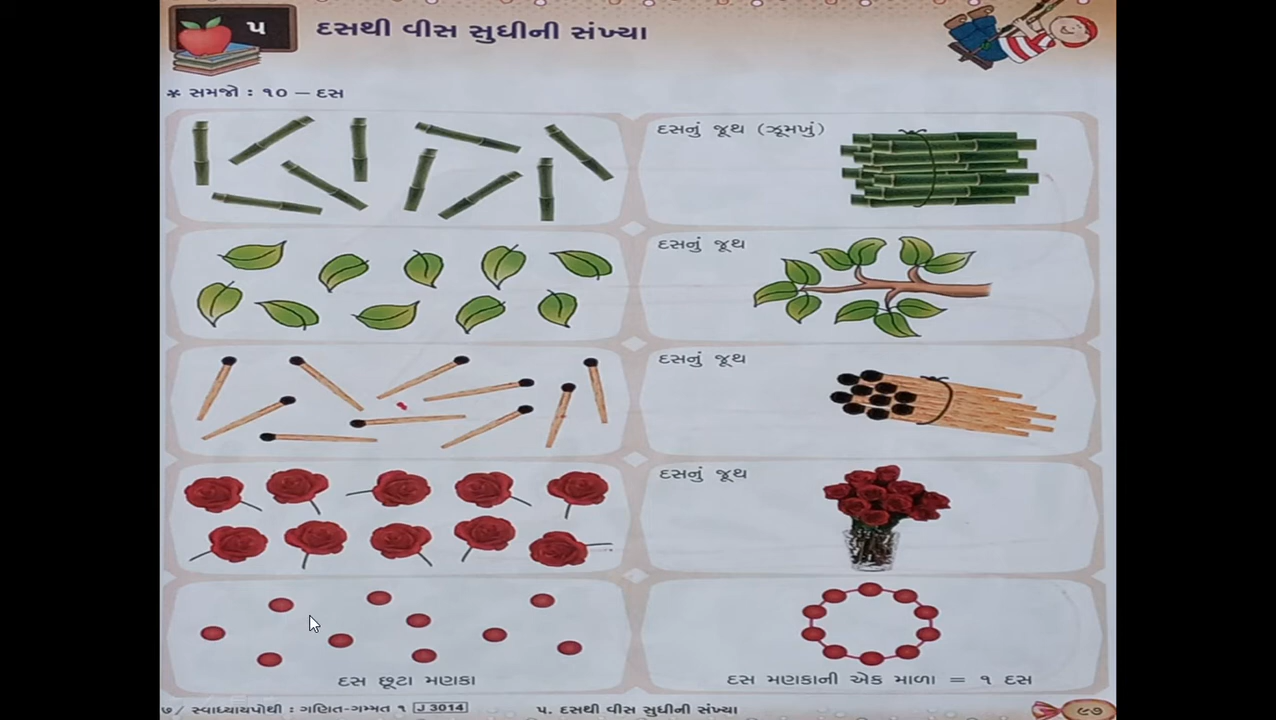 ૫
દસથી વીસ સુધીની સંખ્યા
* સમજો : ૧૦ – દસ
દસનું જૂથ (ઝૂમખું)
દસનું જૂથ
દસનું જૂથ
દસનું જૂથ
દસ છૂટા મણકા
દસ મણકાની એક માળા = ૧ દસ
૭/ સ્વાધ્યાયપોથી : ગણિત-ગમ્મત ૧ J 3014
૫. દસથી વીસ સુધીની સંખ્યા
૯૭